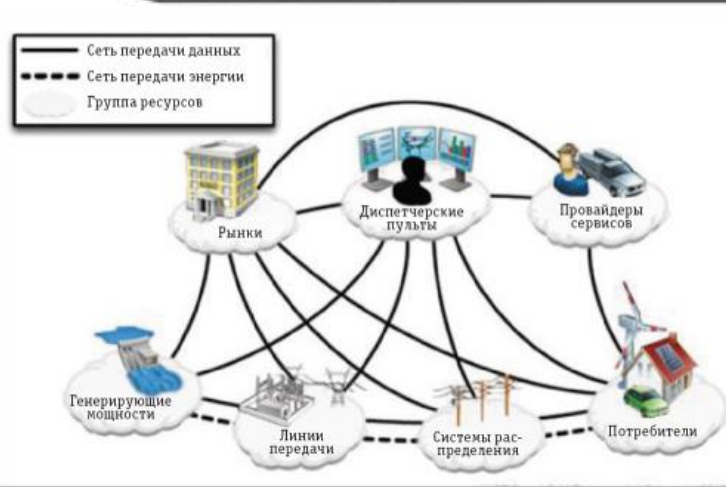 Сеть передачи данных
Сеть передачи энергии
Группа ресурсов
Рынки
Диспетчерские
пульты
Провайдеры
сервисов
Генерирующие
мощности
Линии
передачи
Системы рас-
пределения
Потребители